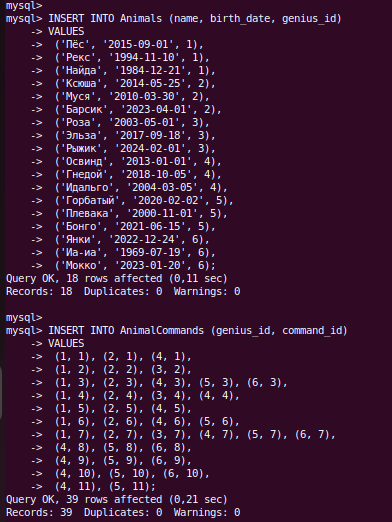 mysql>
mysql> INSERT INTO Animals (name, birth_date, genius_id)
    -> VALUES
    ->  ('Пёс', '2015-09-01', 1),
    ->  ('Рекс', '1994-11-10', 1),
    ->  ('Найда', '1984-12-21', 1),
    ->  ('Ксюша', '2014-05-25', 2),
    ->  ('Муся', '2010-03-30', 2),
    ->  ('Барсик', '2023-04-01', 2),
    ->  ('Роза', '2003-05-01', 3),
    ->  ('Эльза', '2017-09-18', 3),
    ->  ('Рыжик', '2024-02-01', 3),
    ->  ('Освинд', '2013-01-01', 4),
    ->  ('Гнедой', '2018-10-05', 4),
    ->  ('Идальго', '2004-03-05', 4),
    ->  ('Горбатый', '2020-02-02', 5),
    ->  ('Плевака', '2000-11-01', 5),
    ->  ('Бонго', '2021-06-15', 5),
    ->  ('Янки', '2022-12-24', 6),
    ->  ('Иа-иа', '1969-07-19', 6),
    ->  ('Мокко', '2023-01-20', 6);
Query OK, 18 rows affected (0,11 sec)
Records: 18  Duplicates: 0  Warnings: 0
mysql>
mysql> INSERT INTO AnimalCommands (genius_id, command_id)
    -> VALUES
    ->  (1, 1), (2, 1), (4, 1),
    ->  (1, 2), (2, 2), (3, 2),
    ->  (1, 3), (2, 3), (4, 3), (5, 3), (6, 3),
    ->  (1, 4), (2, 4), (3, 4), (4, 4),
    ->  (1, 5), (2, 5), (4, 5),
    ->  (1, 6), (2, 6), (4, 6), (5, 6),
    ->  (1, 7), (2, 7), (3, 7), (4, 7), (5, 7), (6, 7),
    ->  (4, 8), (5, 8), (6, 8),
    ->  (4, 9), (5, 9), (6, 9),
    ->  (4, 10), (5, 10), (6, 10),
    ->  (4, 11), (5, 11);
Query OK, 39 rows affected (0,21 sec)
Records: 39  Duplicates: 0  Warnings: 0